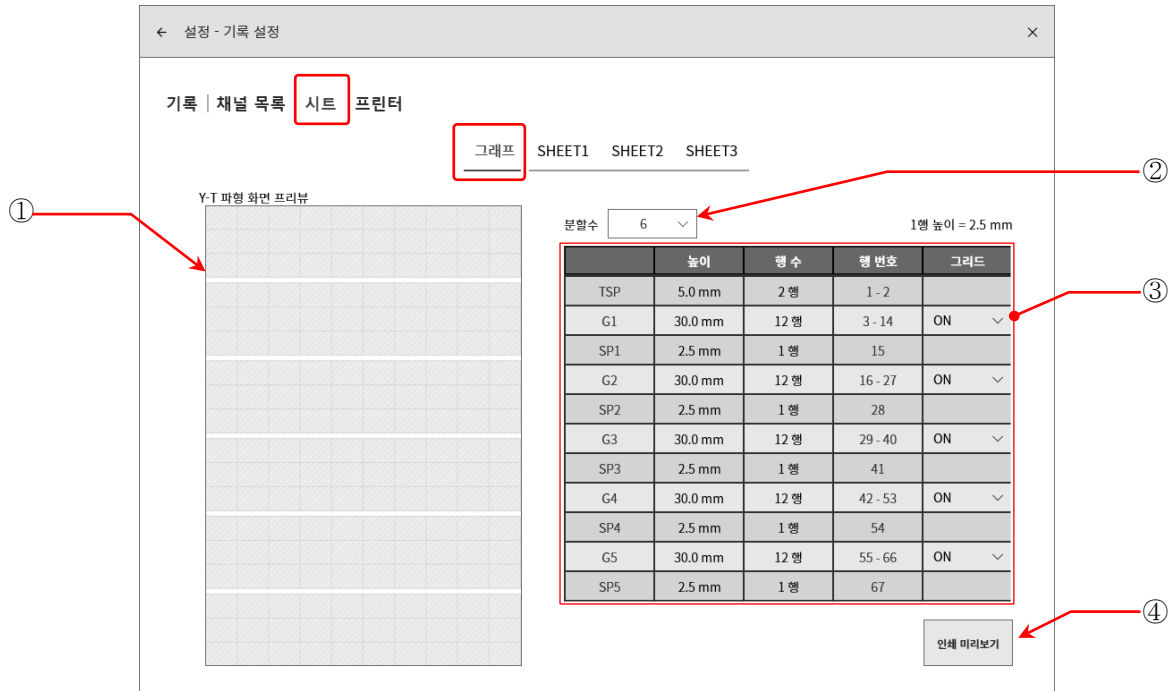 ← 설정 - 기록 설정 ×
기록 | 채널 목록 시트 프린터
그래프 SHEET1 SHEET2 SHEET3
②
Y-T 파형 화면 프리뷰
①
분할수 6 1행 높이 = 2.5 mm
높이 행 수 행 번호 그리드
TSP 5.0 mm 2 행 1 - 2
③
G1 30.0 mm 12 행 3 - 14 ON
SP1 2.5 mm 1 행 15
G2 30.0 mm 12 행 16 - 27 ON
SP2 2.5 mm 1 행 28
G3 30.0 mm 12 행 29 - 40 ON
SP3 2.5 mm 1 행 41
G4 30.0 mm 12 행 42 - 53 ON
SP4 2.5 mm 1 행 54
G5 30.0 mm 12 행 55 - 66 ON
SP5 2.5 mm 1 행 67
④
인쇄 미리보기